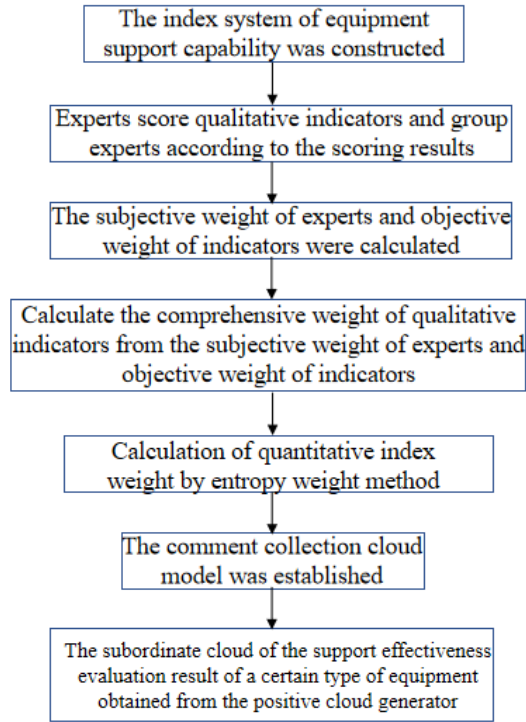 The index system of equipment
support capability was constructed
Experts score qualitative indicators and group
experts according to the scoring results
The subjective weight of experts and objective
weight of indicators were calculated
Calculate the comprehensive weight of qualitative
indicators from the subjective weight of experts and
objective weight of indicators
Calculation of quantitative index
weight by entropy weight method
The comment collection cloud
model was established
The subordinate cloud of the support effectiveness
evaluation result of a certain type of equipment
obtained from the positive cloud generator